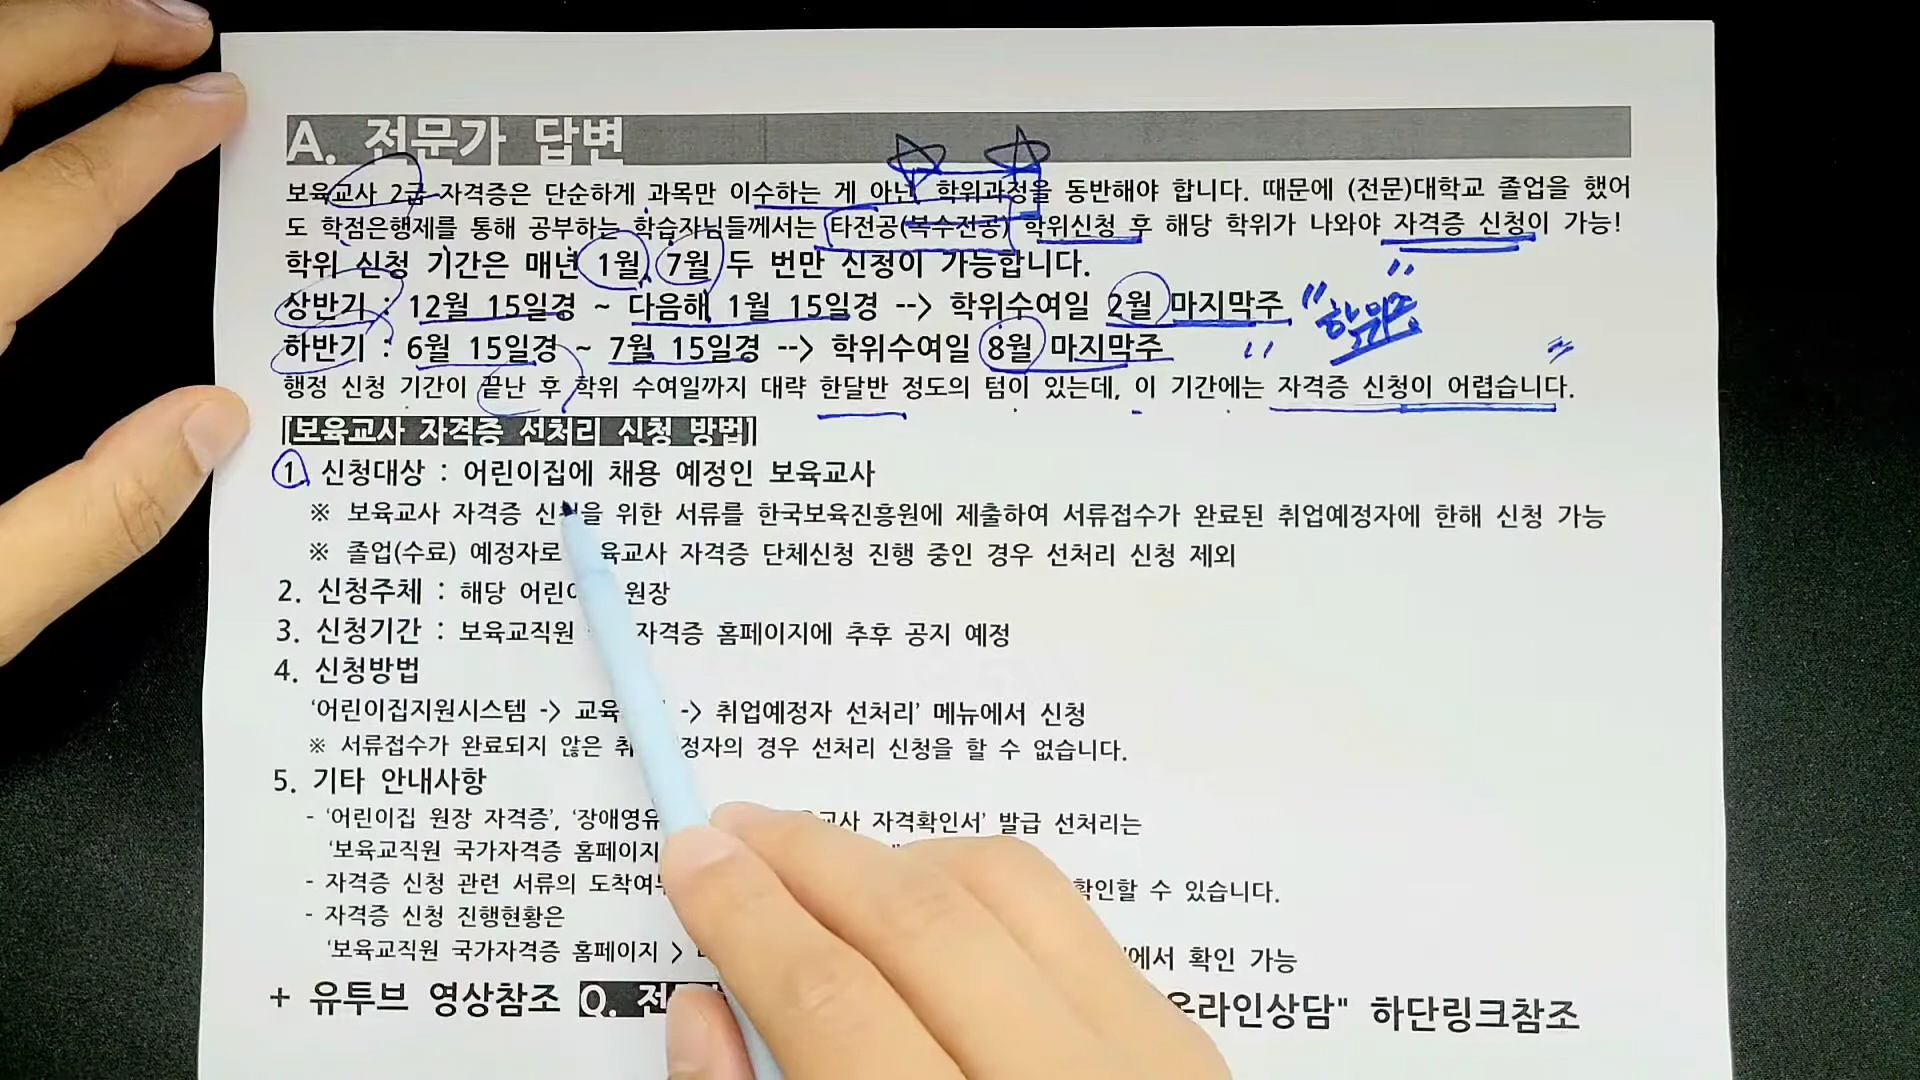 A. 전문가 답변
보육교사 2급 자격증은 단순하게 과목만 이수하는 게 아닌, 학위과정을 동반해야 합니다. 때문에 (전문)대학교 졸업을 했어
도 학점은행제를 통해 공부하는 학습자님들께서는 타전공(복수전공) 학위신청 후 해당 학위가 나와야 자격증 신청이 가능!
학위 신청 기간은 매년 1월, 7월 두 번만 신청이 가능합니다.
상반기 : 12월 15일경 ~ 다음해 1월 15일경 --> 학위수여일 2월 마지막주
하반기 : 6월 15일경 ~ 7월 15일경 --> 학위수여일 8월 마지막주
행정 신청 기간이 끝난 후 학위 수여일까지 대략 한달반 정도의 텀이 있는데, 이 기간에는 자격증 신청이 어렵습니다.
[보육교사 자격증 선처리 신청 방법]
1. 신청대상 : 어린이집에 채용 예정인 보육교사
※ 보육교사 자격증 신청을 위한 서류를 한국보육진흥원에 제출하여 서류접수가 완료된 취업예정자에 한해 신청 가능
※ 졸업(수료) 예정자로 육교사 자격증 단체신청 진행 중인 경우 선처리 신청 제외
2. 신청주체 : 해당 어린이 원장
3. 신청기간 : 보육교직원 자격증 홈페이지에 추후 공지 예정
4. 신청방법
'어린이집지원시스템 -> 교육 -> 취업예정자 선처리' 메뉴에서 신청
※ 서류접수가 완료되지 않은 취 정자의 경우 선처리 신청을 할 수 없습니다.
5. 기타 안내사항
- '어린이집 원장 자격증', '장애영유 교사 자격확인서' 발급 선처리는
'보육교직원 국가자격증 홈페이지
- 자격증 신청 관련 서류의 도착여부 확인할 수 있습니다.
- 자격증 신청 진행현황은
'보육교직원 국가자격증 홈페이지 > '에서 확인 가능
+ 유투브 영상참조 Q. 전 온라인상담" 하단링크참조